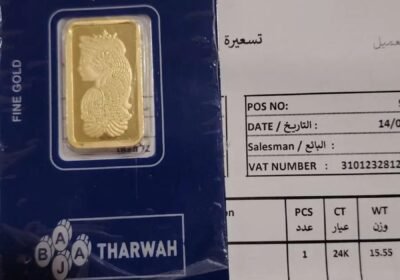 FINE GOLD
BAJA
THARWAH
تسعيرة
POS NO:
DATE / التاريخ : 14/0
Salesman / البائع :
VAT NUMBER : 3101232812
PCS CT WT
عدد عيار وزن
1 24K 15.55